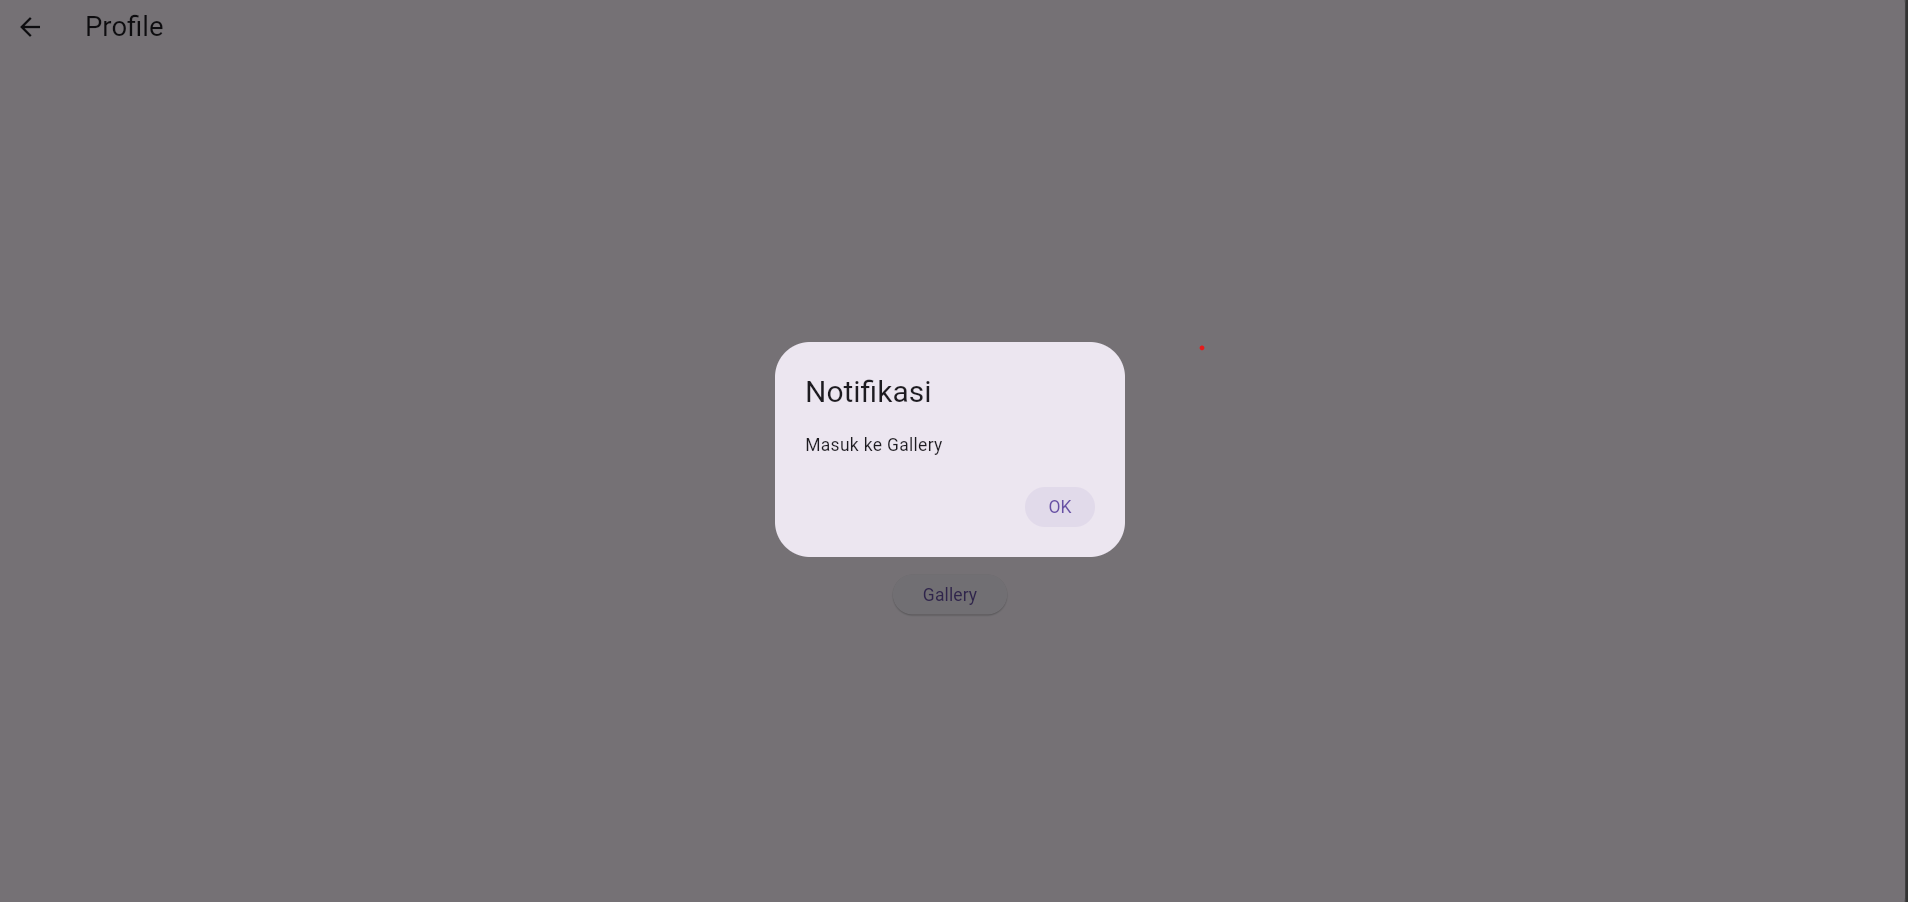 Profile
Notifikasi
Masuk ke Gallery
OK
Gallery